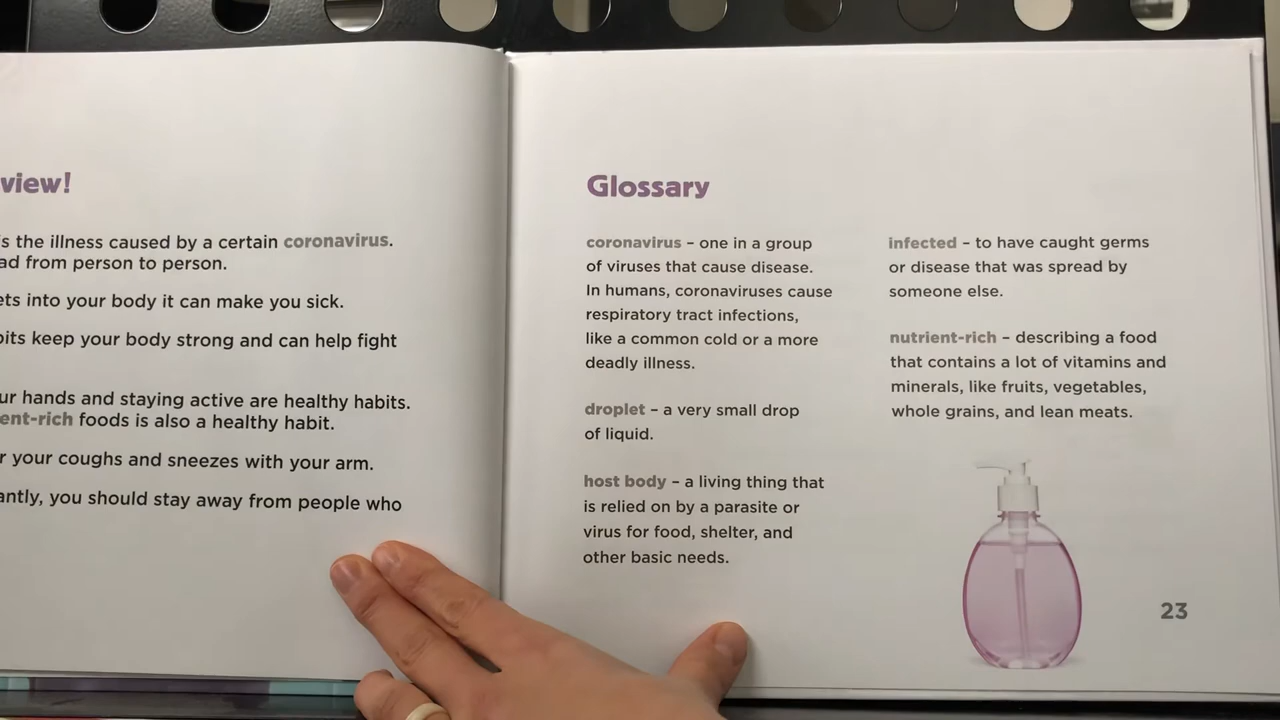 view!
s the illness caused by a certain coronavirus.
ad from person to person.
ets into your body it can make you sick.
bits keep your body strong and can help fight
ur hands and staying active are healthy habits.
ent-rich foods is also a healthy habit.
r your coughs and sneezes with your arm.
antly, you should stay away from people who
Glossary
coronavirus – one in a group
of viruses that cause disease.
In humans, coronaviruses cause
respiratory tract infections,
like a common cold or a more
deadly illness.
droplet – a very small drop
of liquid.
host body – a living thing that
is relied on by a parasite or
virus for food, shelter, and
other basic needs.
infected – to have caught germs
or disease that was spread by
someone else.
nutrient-rich – describing a food
that contains a lot of vitamins and
minerals, like fruits, vegetables,
whole grains, and lean meats.
23